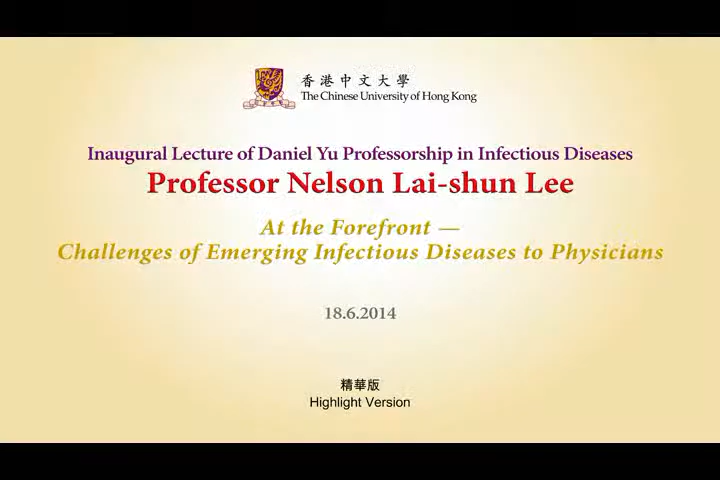 香港中文大學
The Chinese University of Hong Kong
Inaugural Lecture of Daniel Yu Professorship in Infectious Diseases
Professor Nelson Lai-shun Lee
At the Forefront —
Challenges of Emerging Infectious Diseases to Physicians
18.6.2014
精華版
Highlight Version